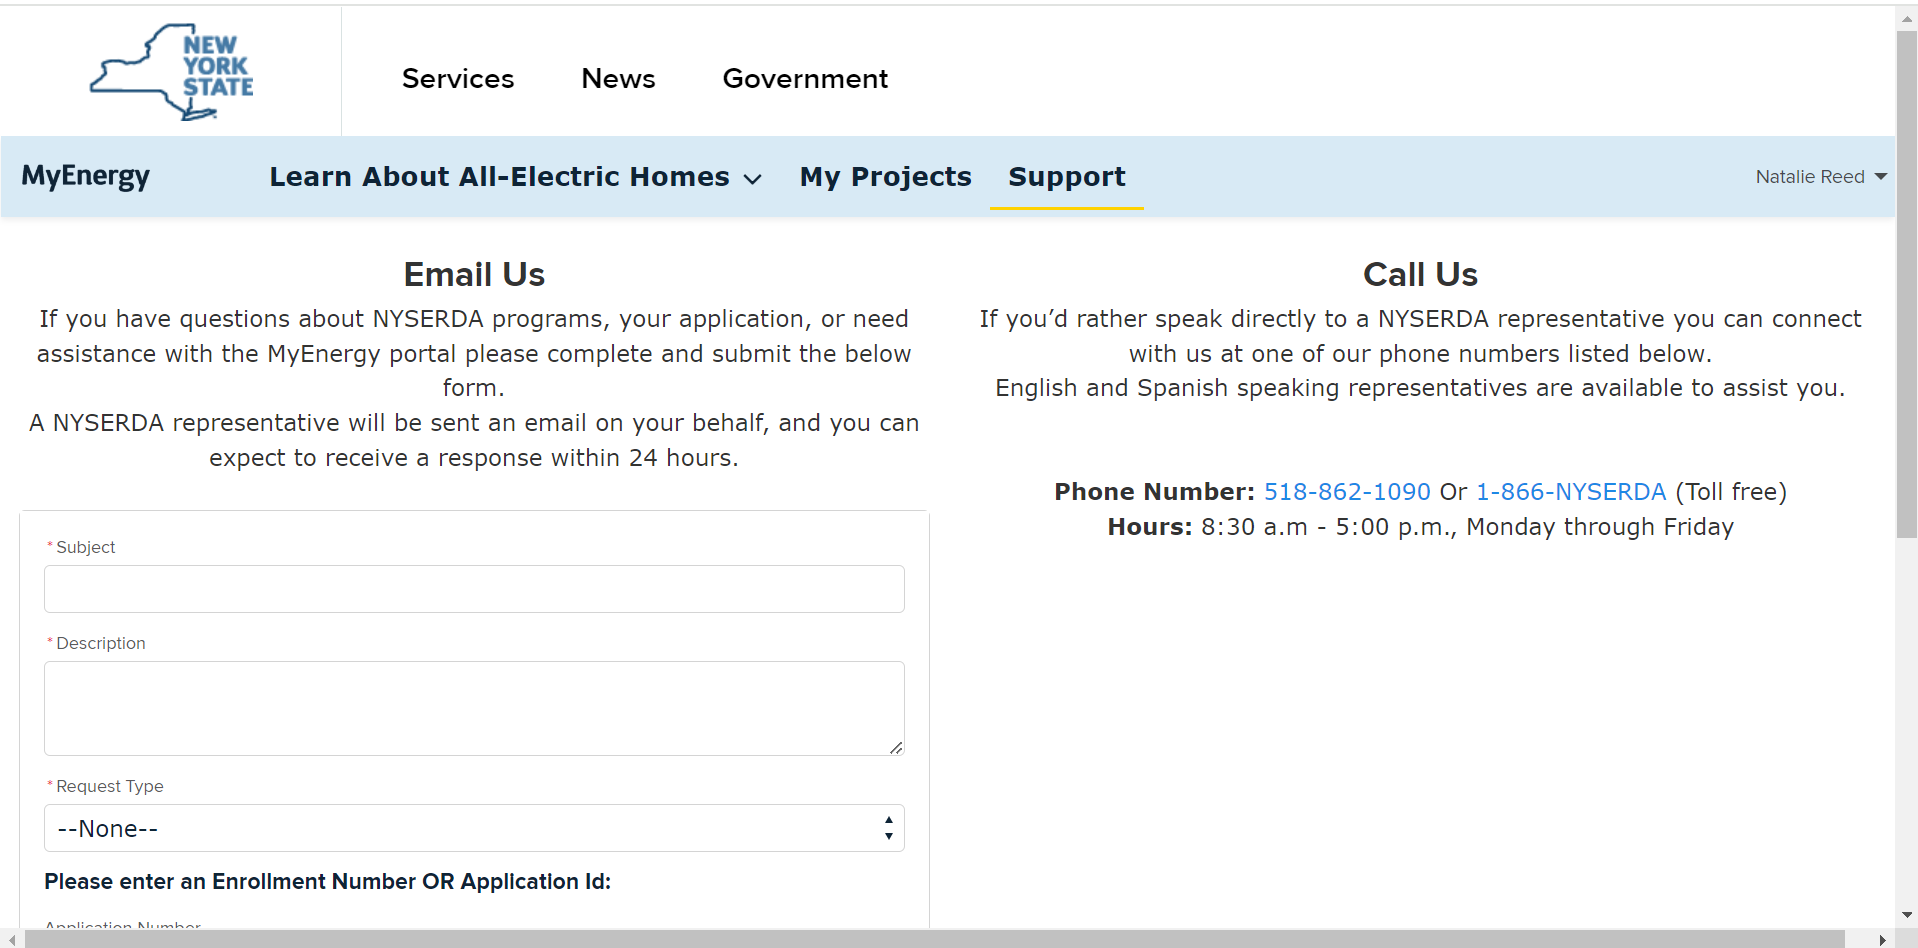 NEW
YORK
STATE
Services
News
Government
MyEnergy
Learn About All-Electric Homes
My Projects
Support
Natalie Reed
Email Us
If you have questions about NYSERDA programs, your application, or need
assistance with the MyEnergy portal please complete and submit the below
form.
A NYSERDA representative will be sent an email on your behalf, and you can
expect to receive a response within 24 hours.
* Subject
* Description
* Request Type
--None--
Please enter an Enrollment Number OR Application Id:
Application Number
Call Us
If you’d rather speak directly to a NYSERDA representative you can connect
with us at one of our phone numbers listed below.
English and Spanish speaking representatives are available to assist you.
Phone Number: 518-862-1090 Or 1-866-NYSERDA (Toll free)
Hours: 8:30 a.m - 5:00 p.m., Monday through Friday